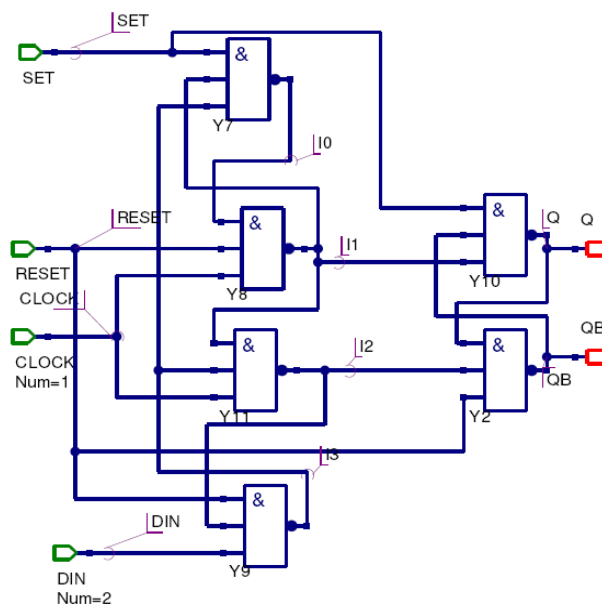 SET
SET
&
Y7
I0
RESET
RESET
&
Y8
I1
CLOCK
CLOCK
Num=1
&
Y11
I2
I3
&
Y9
DIN
DIN
Num=2
&
Y10
Q
Q
&
Y2
QB
QB